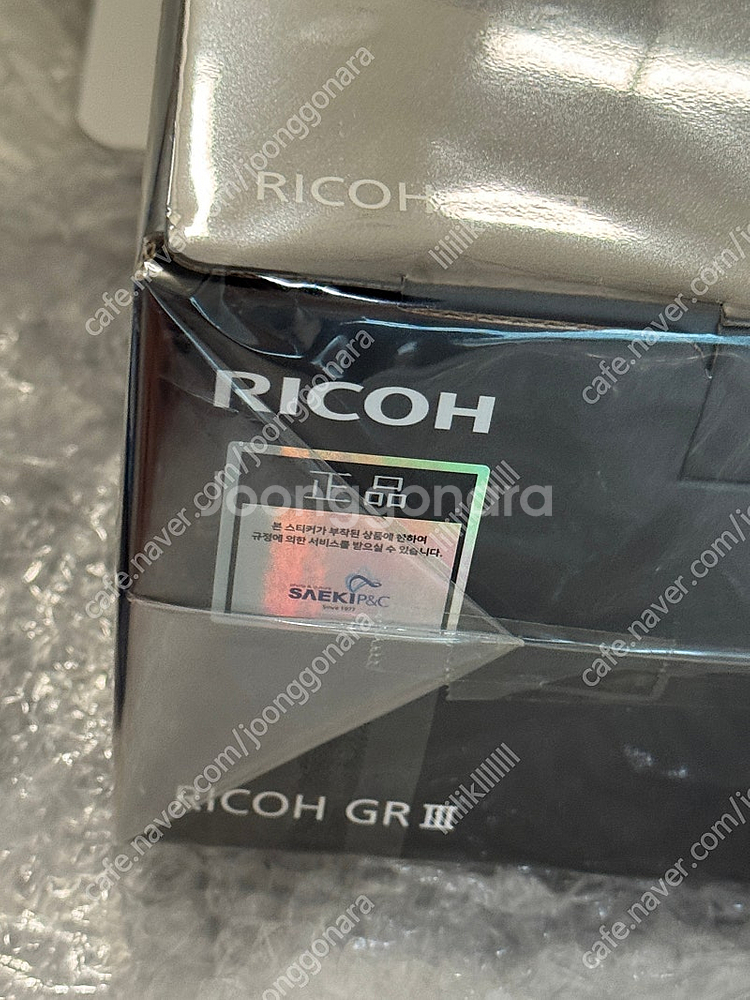 RICOH
RICOH
正品
본 스티커가 부착된 상품에 한하여
규정에 의한 서비스를 받으실 수 있습니다.
SAEKI P&C
Since 1977
RICOH GR III
Joonggonara
cafe.naver.com/joonggonara